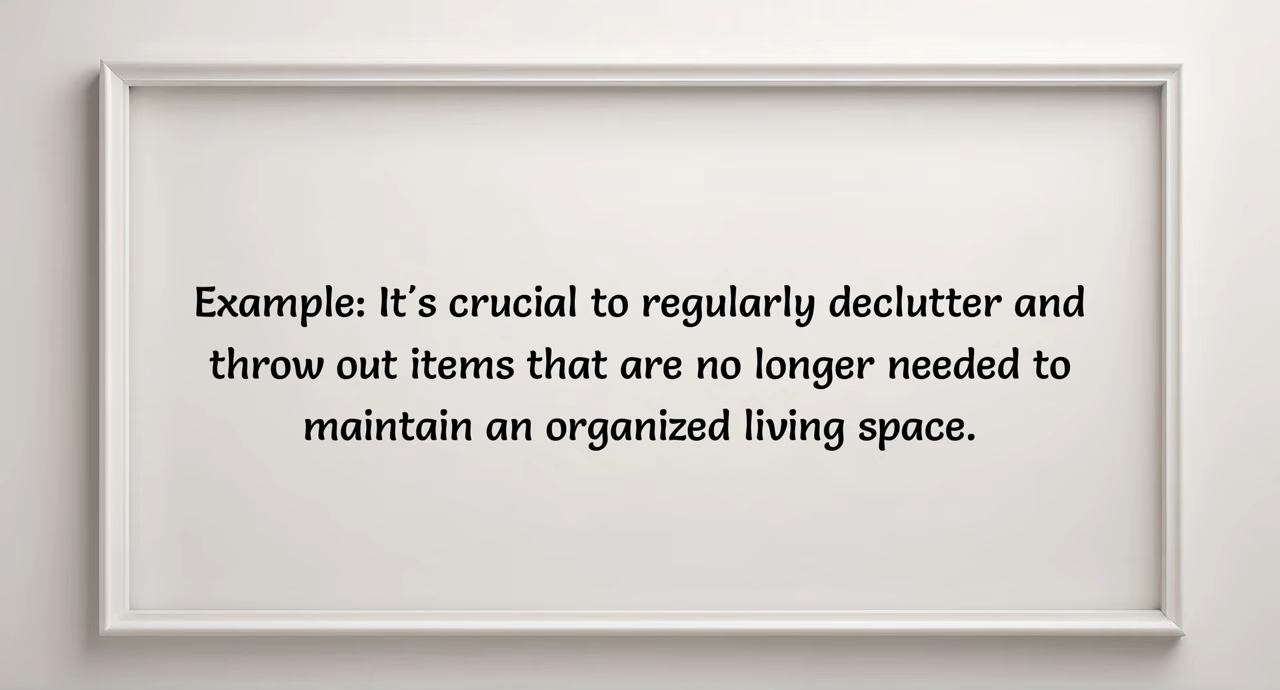 Example: It's crucial to regularly declutter and
throw out items that are no longer needed to
maintain an organized living space.